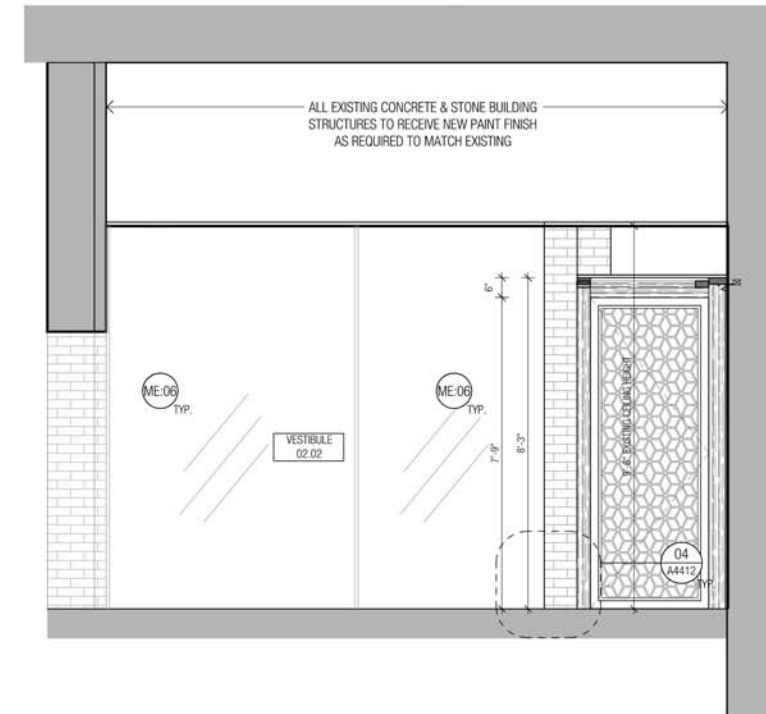 ALL EXISTING CONCRETE & STONE BUILDING
STRUCTURES TO RECEIVE NEW PAINT FINISH
AS REQUIRED TO MATCH EXISTING
6"
ME:06
TYP.
ME:06
TYP.
VESTIBULE
02.02
7'-9"
8'-3"
9'-6" EXISTING CEILING HEIGHT
04
A4412
TYP.